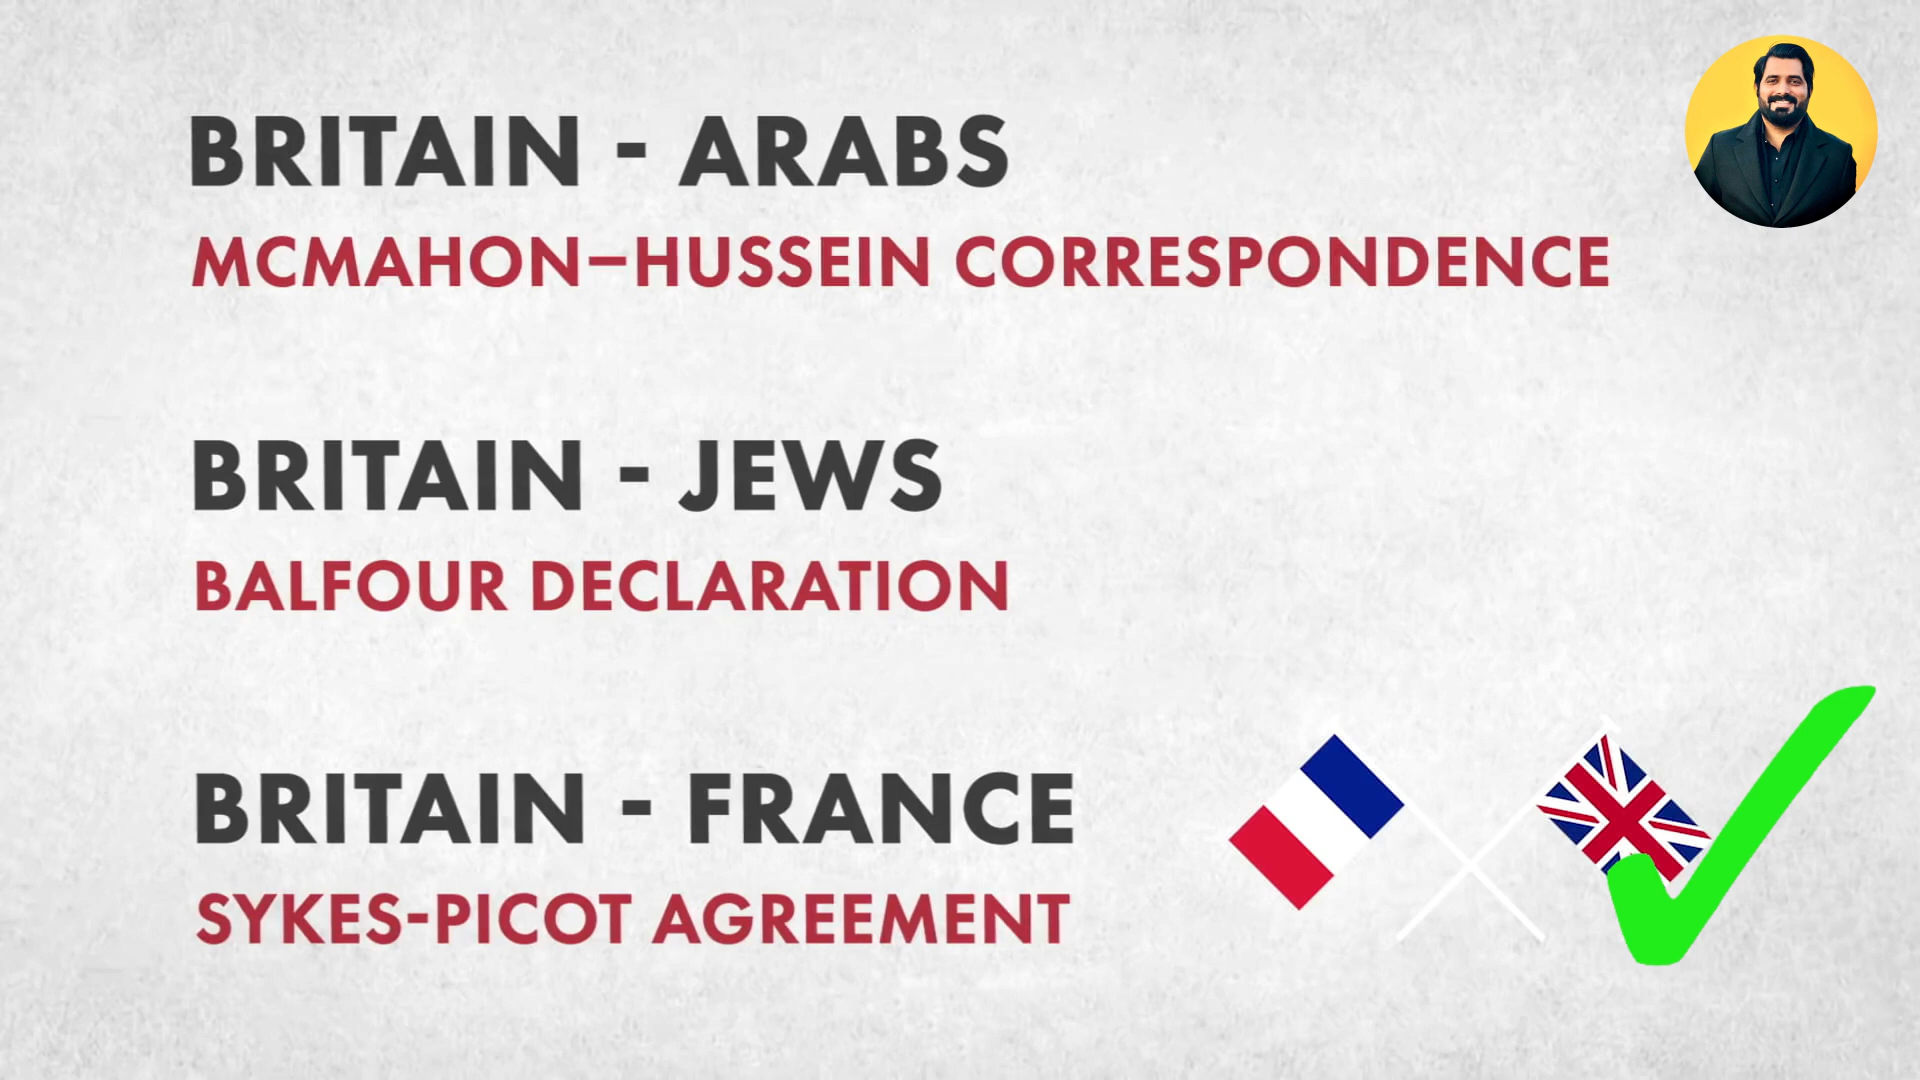 BRITAIN - ARABS
MCMAHON–HUSSEIN CORRESPONDENCE
BRITAIN - JEWS
BALFOUR DECLARATION
BRITAIN - FRANCE
SYKES-PICOT AGREEMENT